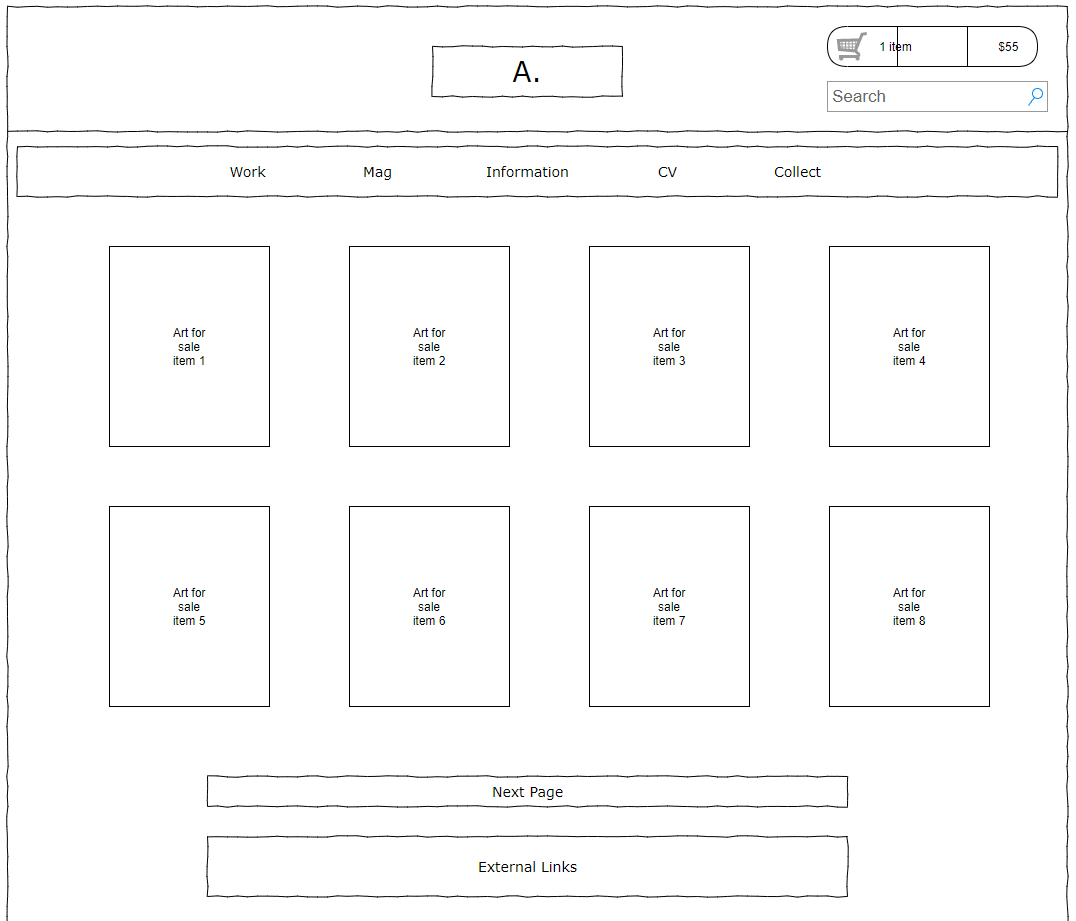 A.
1 item
$55
Search
Work Mag Information CV Collect
Art for
sale
item 1
Art for
sale
item 2
Art for
sale
item 3
Art for
sale
item 4
Art for
sale
item 5
Art for
sale
item 6
Art for
sale
item 7
Art for
sale
item 8
Next Page
External Links